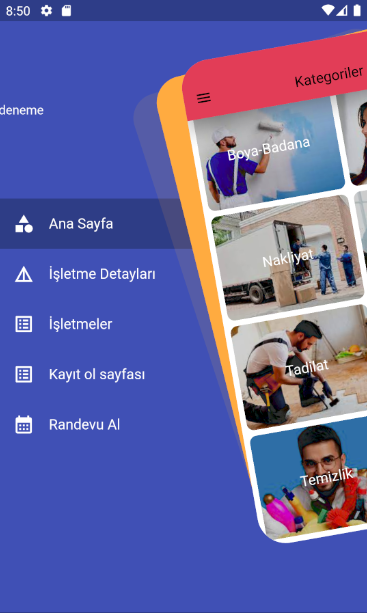 8:50
deneme
Ana Sayfa
İşletme Detayları
İşletmeler
Kayıt ol sayfası
Randevu Al
Kategoriler
Boya-Badana
Nakliyat
Tadilat
Temizlik